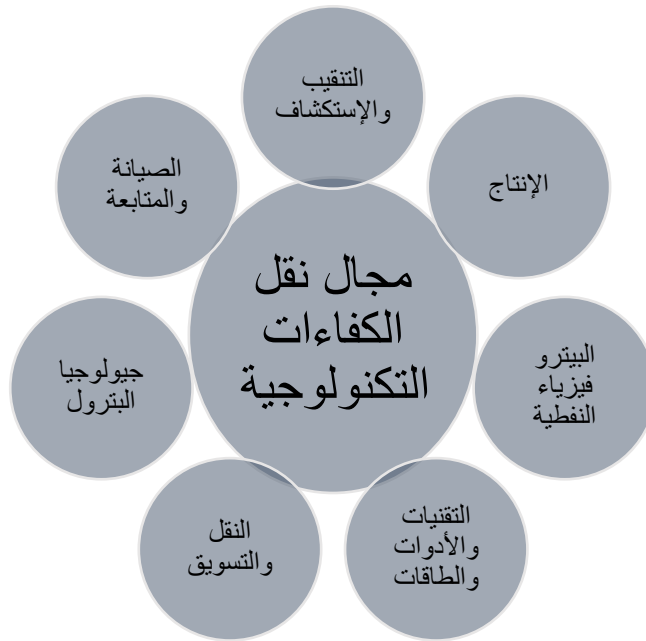 التنقيب
والإستكشاف
الإنتاج
البيترو
فيزياء
النفطية
التقنيات
والأدوات
والطاقات
النقل
والتسويق
جيولوجيا
البترول
الصيانة
والمتابعة
مجال نقل
الكفاءات
التكنولوجية